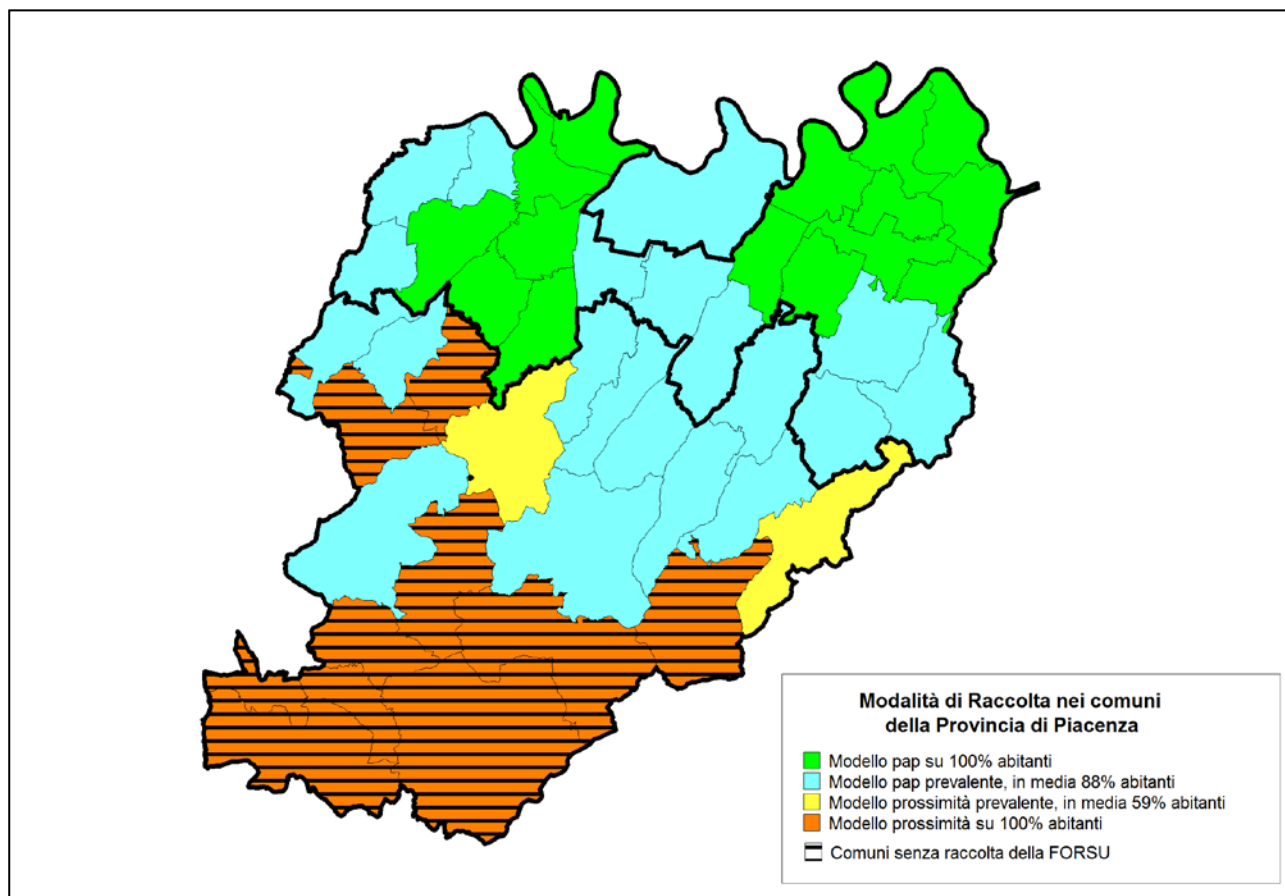 Modalità di Raccolta nei comuni
della Provincia di Piacenza
Modello pap su 100% abitanti
Modello pap prevalente, in media 88% abitanti
Modello prossimità prevalente, in media 59% abitanti
Modello prossimità su 100% abitanti
Comuni senza raccolta della FORSU